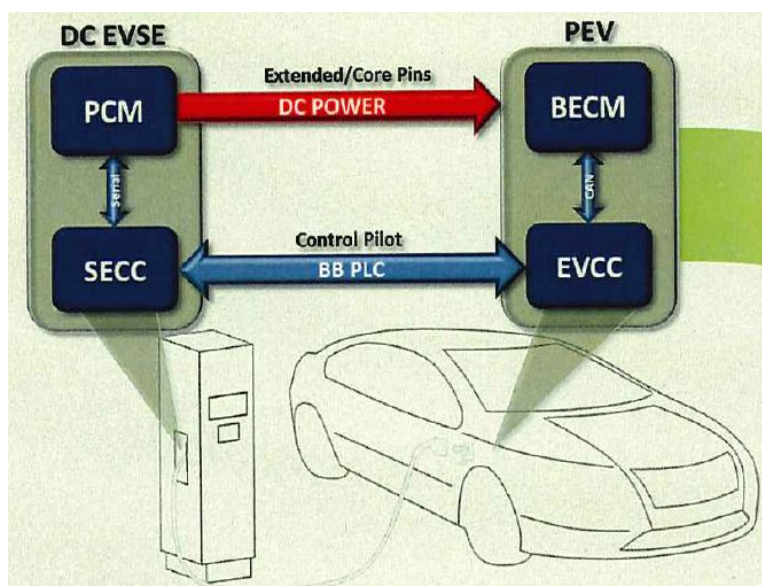 DC EVSE
PEV
Extended/Core Pins
PCM
DC POWER
BECM
Serial
CAN
Control Pilot
SECC
BB PLC
EVCC